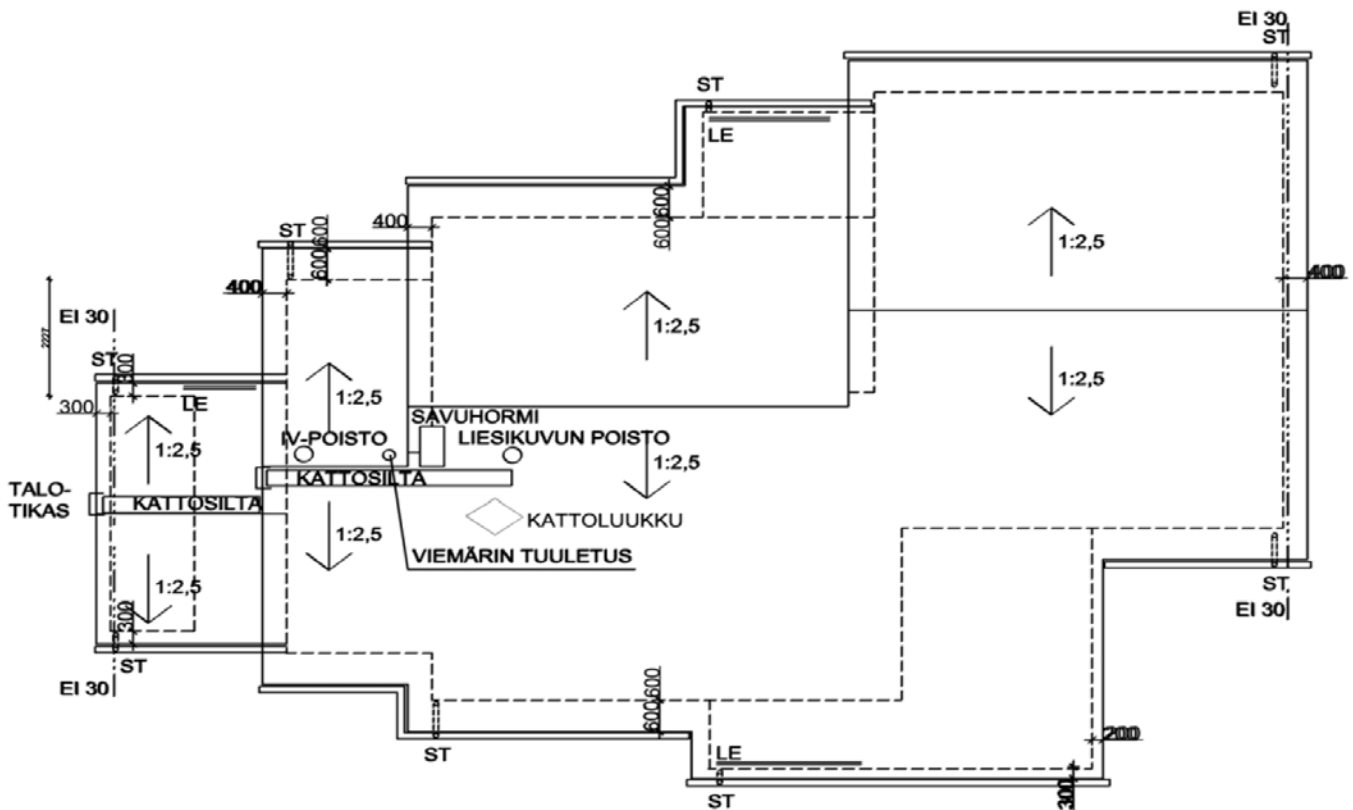 EI 30
ST
ST
LE
600
600
400
ST
600
600
1:2,5
400
400
1:2,5
2227
EI 30
ST
300
LE
1:2,5
1:2,5
300
SAVUHORMI
1:2,5
IV-POISTO
LIESIKUVUN POISTO
1:2,5
KATTOSILTA
TALO-
TIKAS
KATTOSILTA
KATTOLUUKKU
1:2,5
VIEMÄRIN TUULETUS
1:2,5
ST
300
EI 30
ST
EI 30
600
600
ST
LE
200
300
ST